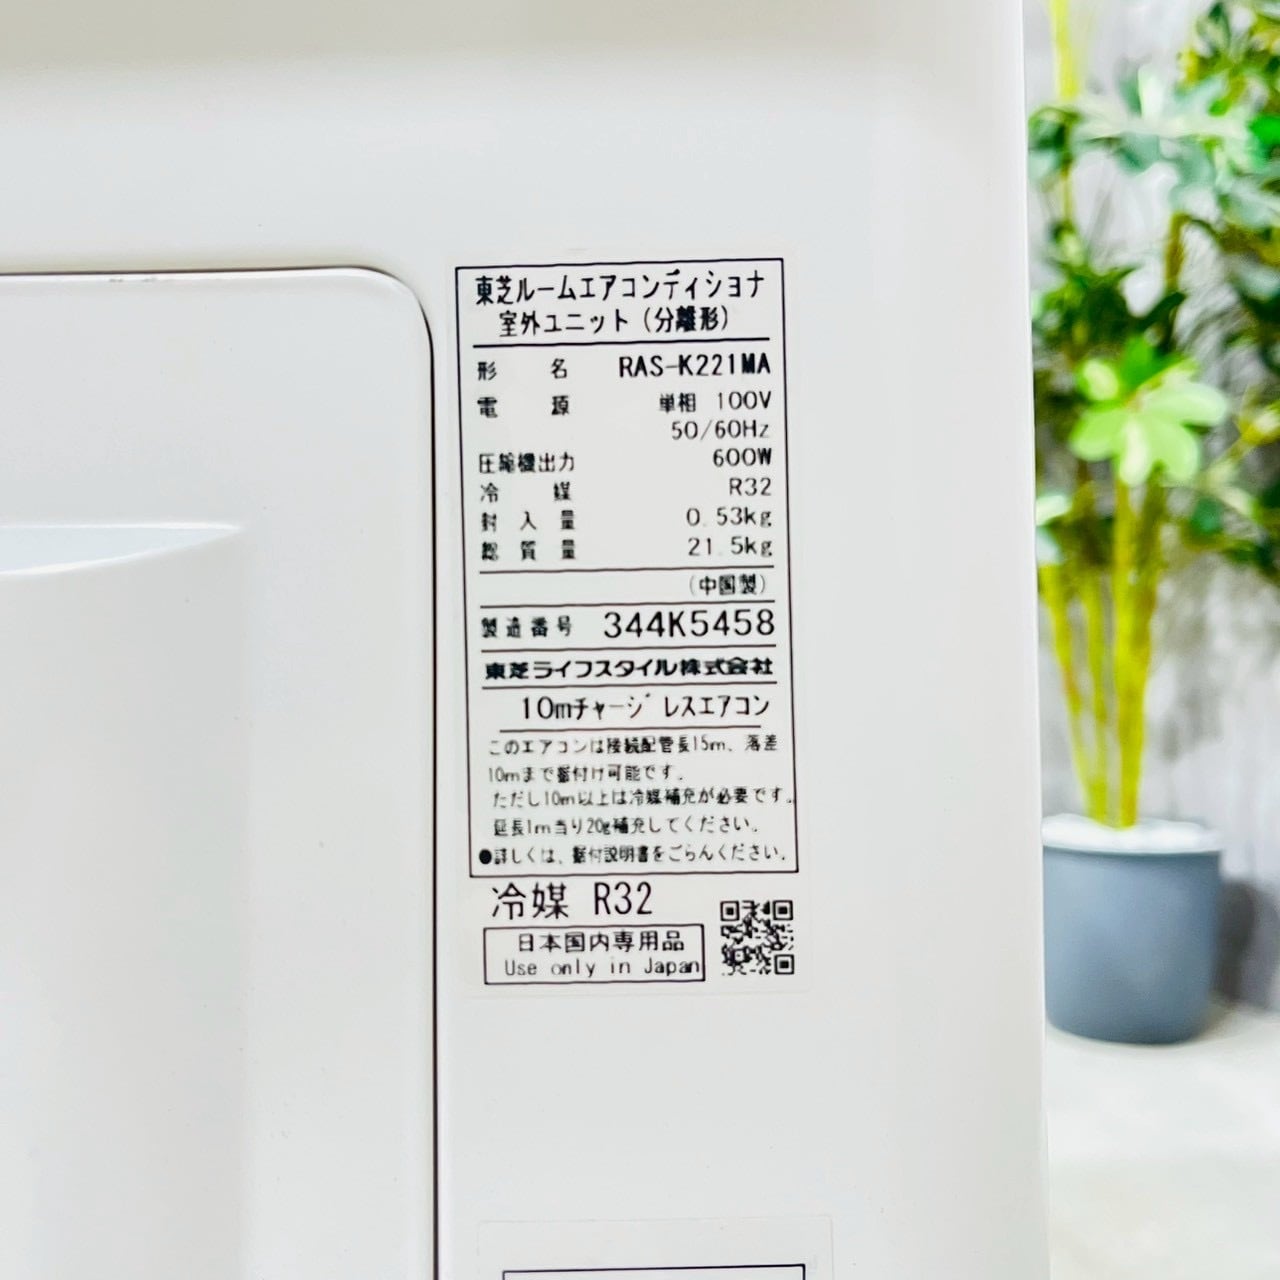 東芝ルームエアコンディショナ
室外ユニット（分離形）
形 名 RAS-K221MA
電 源 単相 100V
50/60Hz
圧縮機出力 600W
冷 媒 R32
封 入 量 0.53kg
総 質 量 21.5kg
（中国製）
製造番号 344K5458
東芝ライフスタイル株式会社
10mチャージレスエアコン
このエアコンは接続配管長15m、落差
10mまで据付け可能です。
ただし10m以上は冷媒補充が必要です。
延長1m当り20g補充してください。
●詳しくは、据付説明書をごらんください。
冷媒 R32
日本国内専用品
Use only in Japan